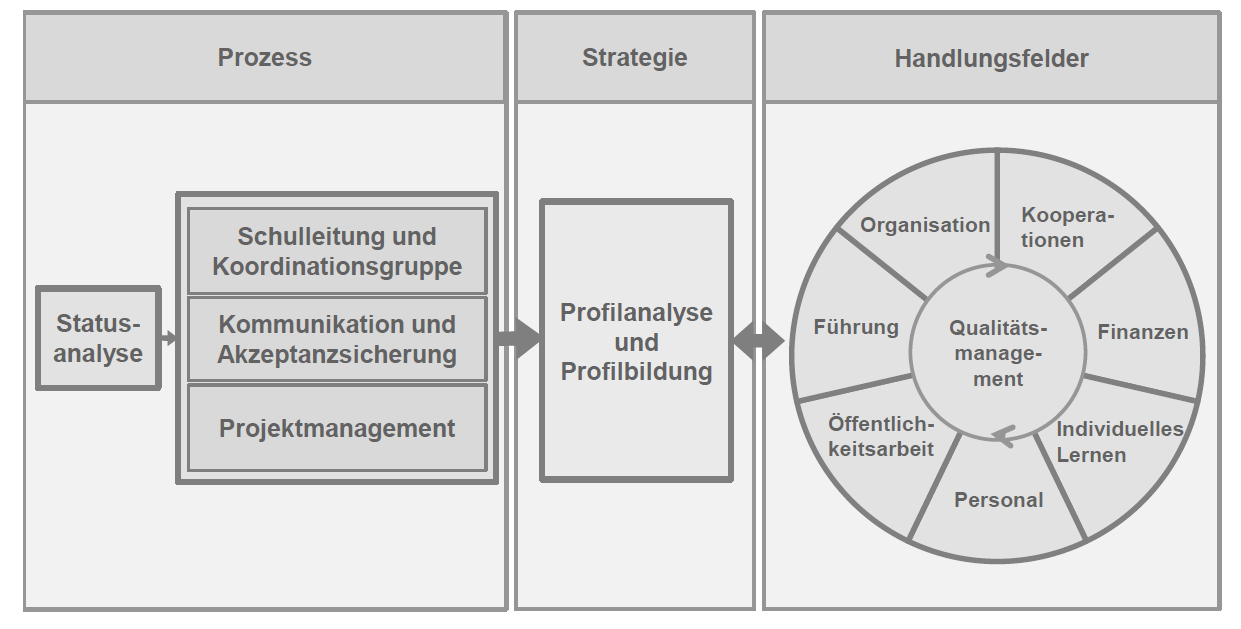 Prozess
Strategie
Handlungsfelder
Status-
analyse
Schulleitung und
Koordinationsgruppe
Kommunikation und
Akzeptanzsicherung
Projektmanagement
Profilanalyse
und
Profilbildung
Organisation
Koopera-
tionen
Führung
Qualitäts-
manage-
ment
Finanzen
Öffentlich-
keitsarbeit
Individuelles
Lernen
Personal